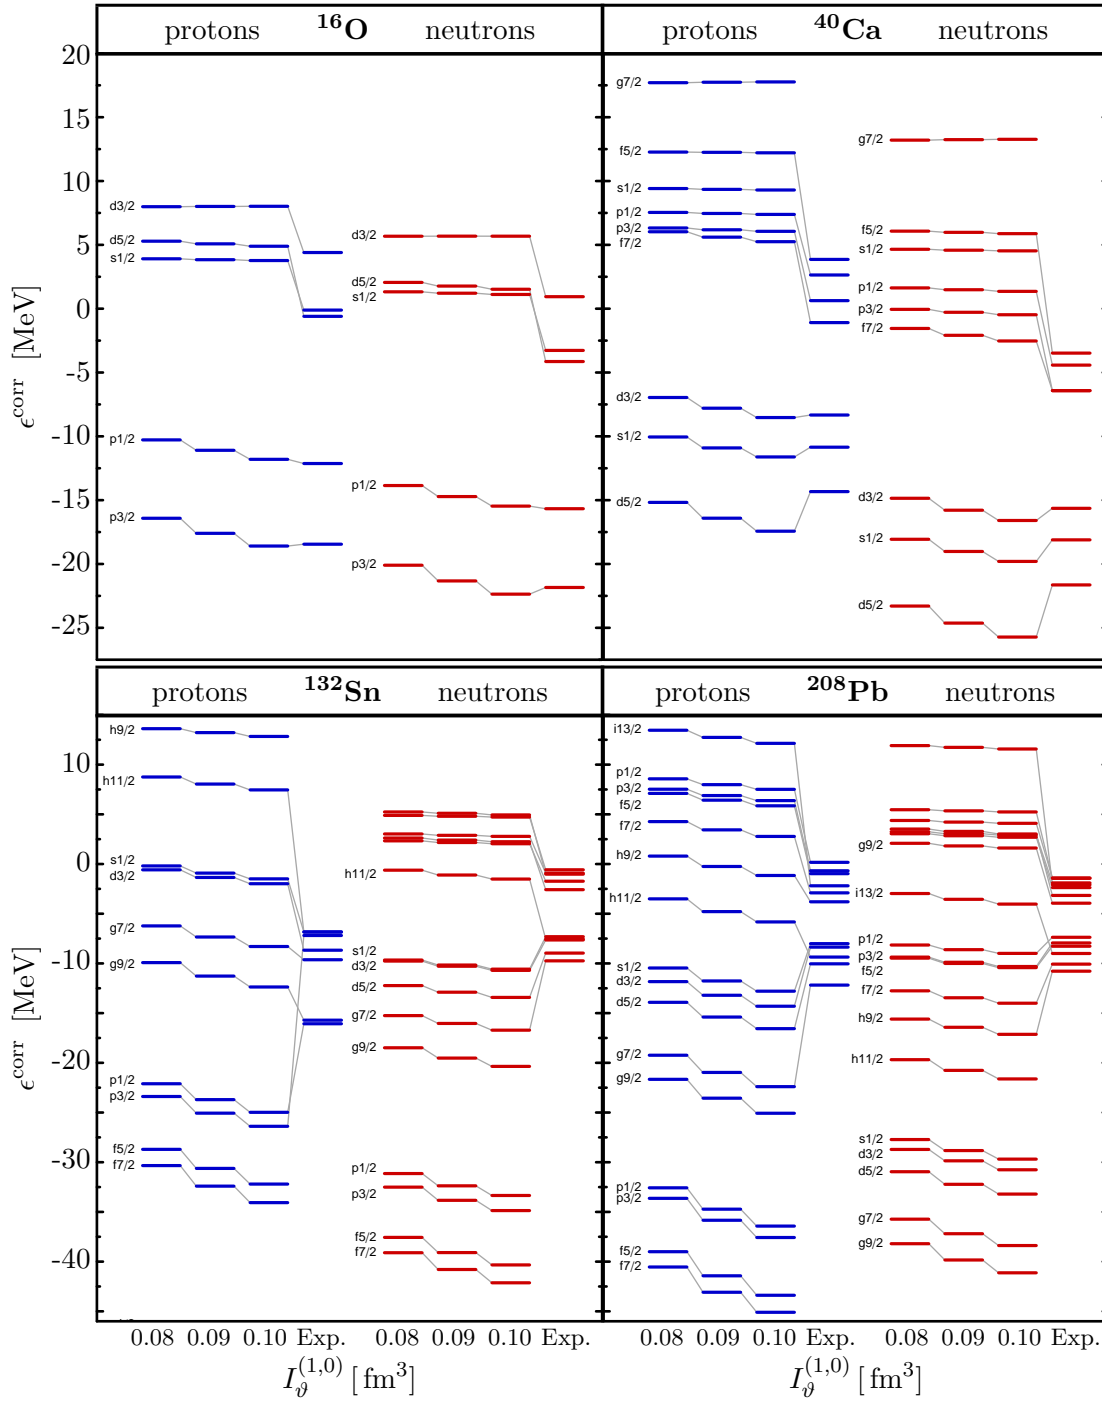 protons ¹⁶O neutrons
protons ⁴⁰Ca neutrons
20
15
10
5
0
-5
-10
-15
-20
-25
ϵ^corr [MeV]
d3/2
d5/2
s1/2
p1/2
p3/2
d3/2
d5/2
s1/2
p1/2
p3/2
g7/2
f5/2
s1/2
p1/2
p3/2
f7/2
d3/2
s1/2
d5/2
g7/2
f5/2
s1/2
p1/2
p3/2
f7/2
d3/2
s1/2
d5/2
protons ¹³²Sn neutrons
protons ²⁰⁸Pb neutrons
10
0
-10
-20
-30
-40
ϵ^corr [MeV]
h9/2
h11/2
s1/2
d3/2
g7/2
g9/2
p1/2
p3/2
f5/2
f7/2
h11/2
s1/2
d3/2
d5/2
g7/2
g9/2
p1/2
p3/2
f5/2
f7/2
i13/2
p1/2
p3/2
f5/2
f7/2
h9/2
h11/2
s1/2
d3/2
d5/2
g7/2
g9/2
p1/2
p3/2
f5/2
f7/2
g9/2
i13/2
p1/2
p3/2
f5/2
f7/2
h9/2
h11/2
s1/2
d3/2
d5/2
g7/2
g9/2
0.08 0.09 0.10 Exp. 0.08 0.09 0.10 Exp.
0.08 0.09 0.10 Exp. 0.08 0.09 0.10 Exp.
I_ϑ^(1,0) [fm³]
I_ϑ^(1,0) [fm³]